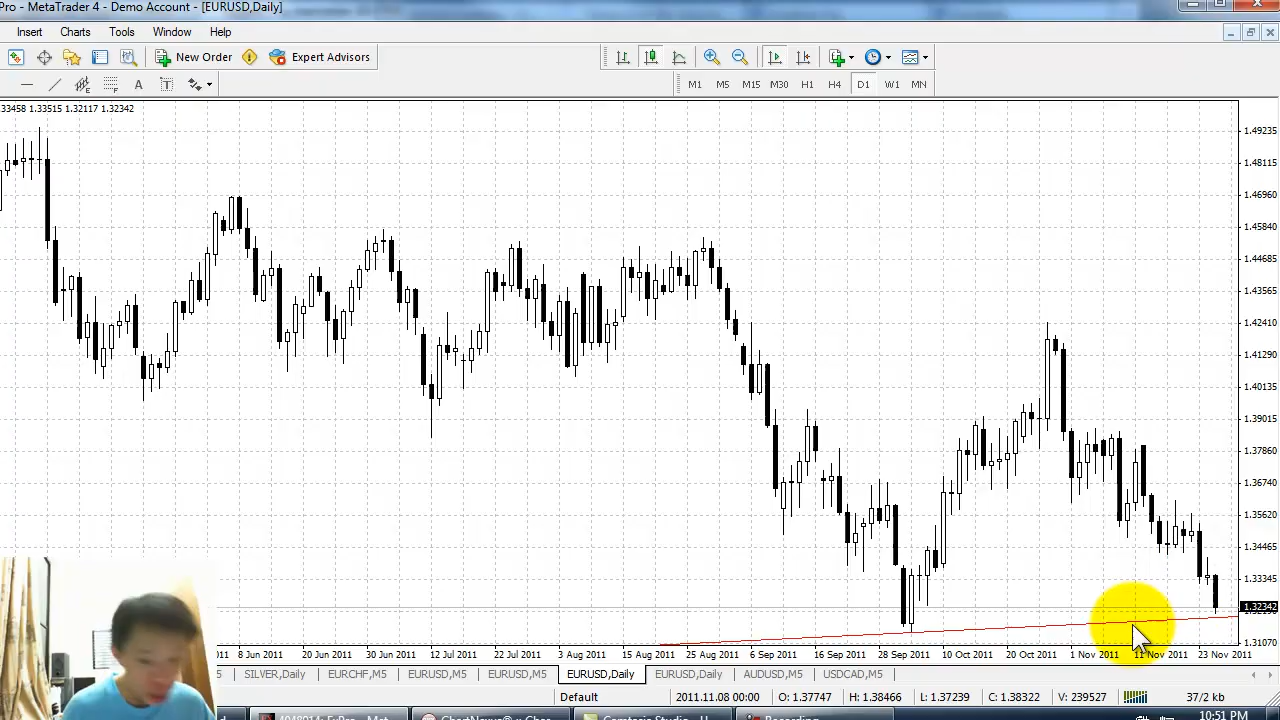 Pro - MetaTrader 4 - Demo Account - [EURUSD,Daily]
Insert Charts Tools Window Help
New Order Expert Advisors
A T M1 M5 M15 M30 H1 H4 D1 W1 MN
.33458 1.33515 1.32117 1.32342
1.49235
1.48115
1.46960
1.45840
1.44685
1.43565
1.42410
1.41290
1.40135
1.39015
1.37860
1.36740
1.35620
1.34465
1.33345
1.32342
1.31070
011 8 Jun 2011 20 Jun 2011 30 Jun 2011 12 Jul 2011 22 Jul 2011 3 Aug 2011 15 Aug 2011 25 Aug 2011 6 Sep 2011 16 Sep 2011 28 Sep 2011 10 Oct 2011 20 Oct 2011 1 Nov 2011 11 Nov 2011 23 Nov 2011
5 SILVER,Daily EURCHF,M5 EURUSD,M5 EURUSD,M5 EURUSD,Daily EURUSD,Daily AUDUSD,M5 USDCAD,M5
Default 2011.11.08 00:00 O: 1.37747 H: 1.38466 L: 1.37239 C: 1.38322 V: 239527 37/2 kb
10:51 PM